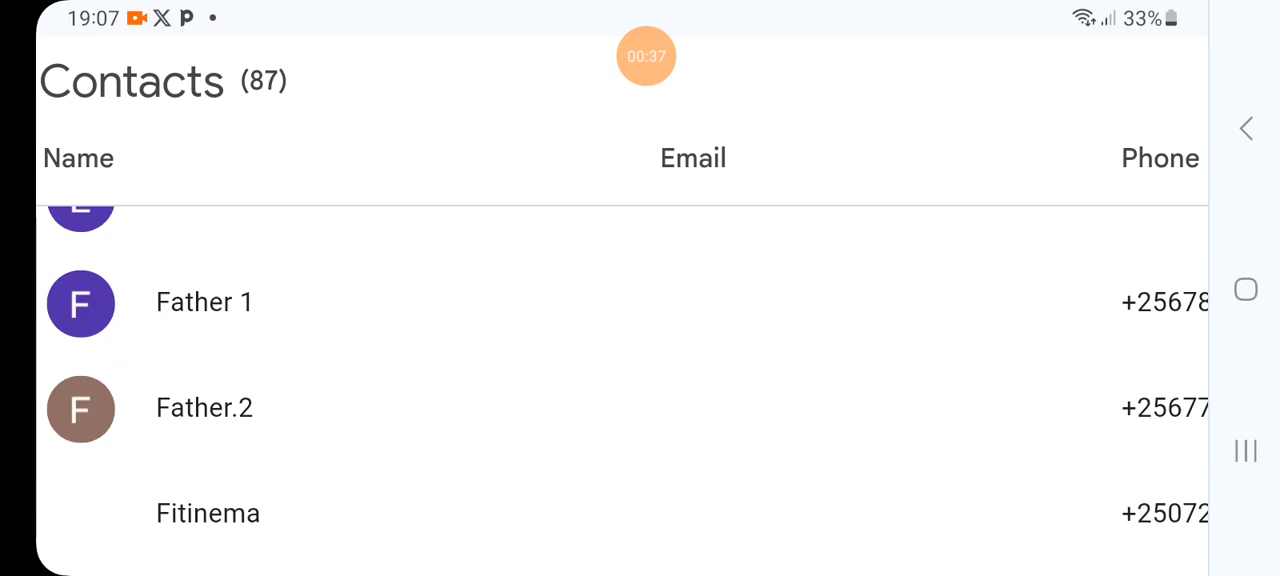 19:07 33%
00:37
Contacts (87)
Name Email Phone
F Father 1 +25678
F Father.2 +25677
Fitinema +25072